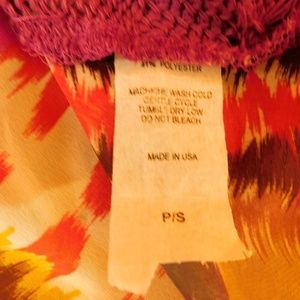 POLYESTER
MACHINE WASH COLD
GENTLE CYCLE
TUMBLE DRY LOW
DO NOT BLEACH
MADE IN USA
P/S